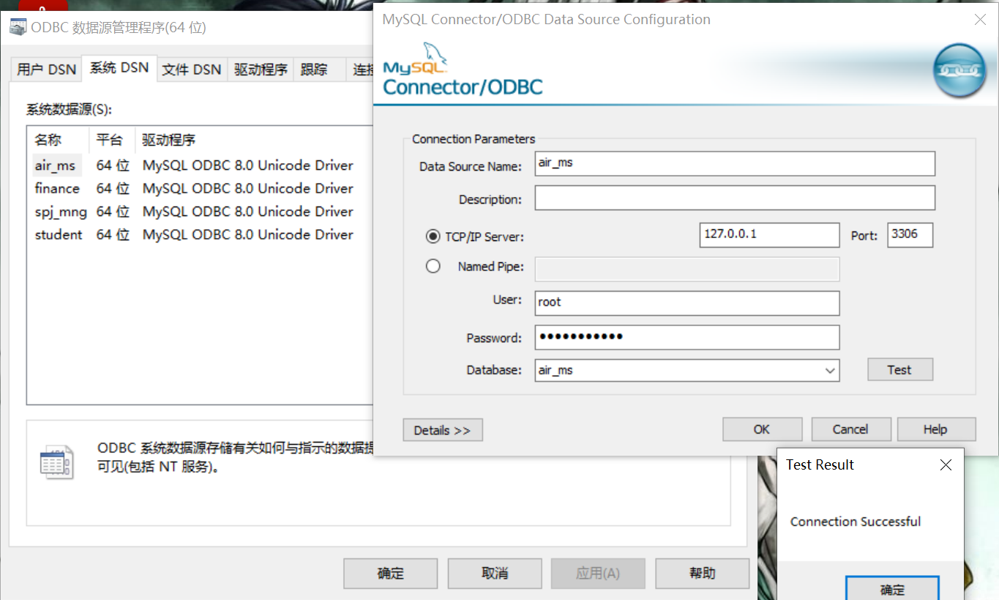 ODBC 数据源管理程序(64 位)
用户 DSN
系统 DSN
文件 DSN
驱动程序
跟踪
系统数据源(S):
名称 平台 驱动程序
air_ms 64 位 MySQL ODBC 8.0 Unicode Driver
finance 64 位 MySQL ODBC 8.0 Unicode Driver
spj_mng 64 位 MySQL ODBC 8.0 Unicode Driver
student 64 位 MySQL ODBC 8.0 Unicode Driver
ODBC 系统数据源存储有关如何与指示的数据
可见(包括 NT 服务)。
确定
取消
应用(A)
帮助
MySQL Connector/ODBC Data Source Configuration
MySQL
Connector/ODBC
Connection Parameters
Data Source Name: air_ms
Description:
TCP/IP Server: 127.0.0.1 Port: 3306
Named Pipe:
User: root
Password: •••••••••••
Database: air_ms
Test
Details >>
OK
Cancel
Help
Test Result
Connection Successful
确定